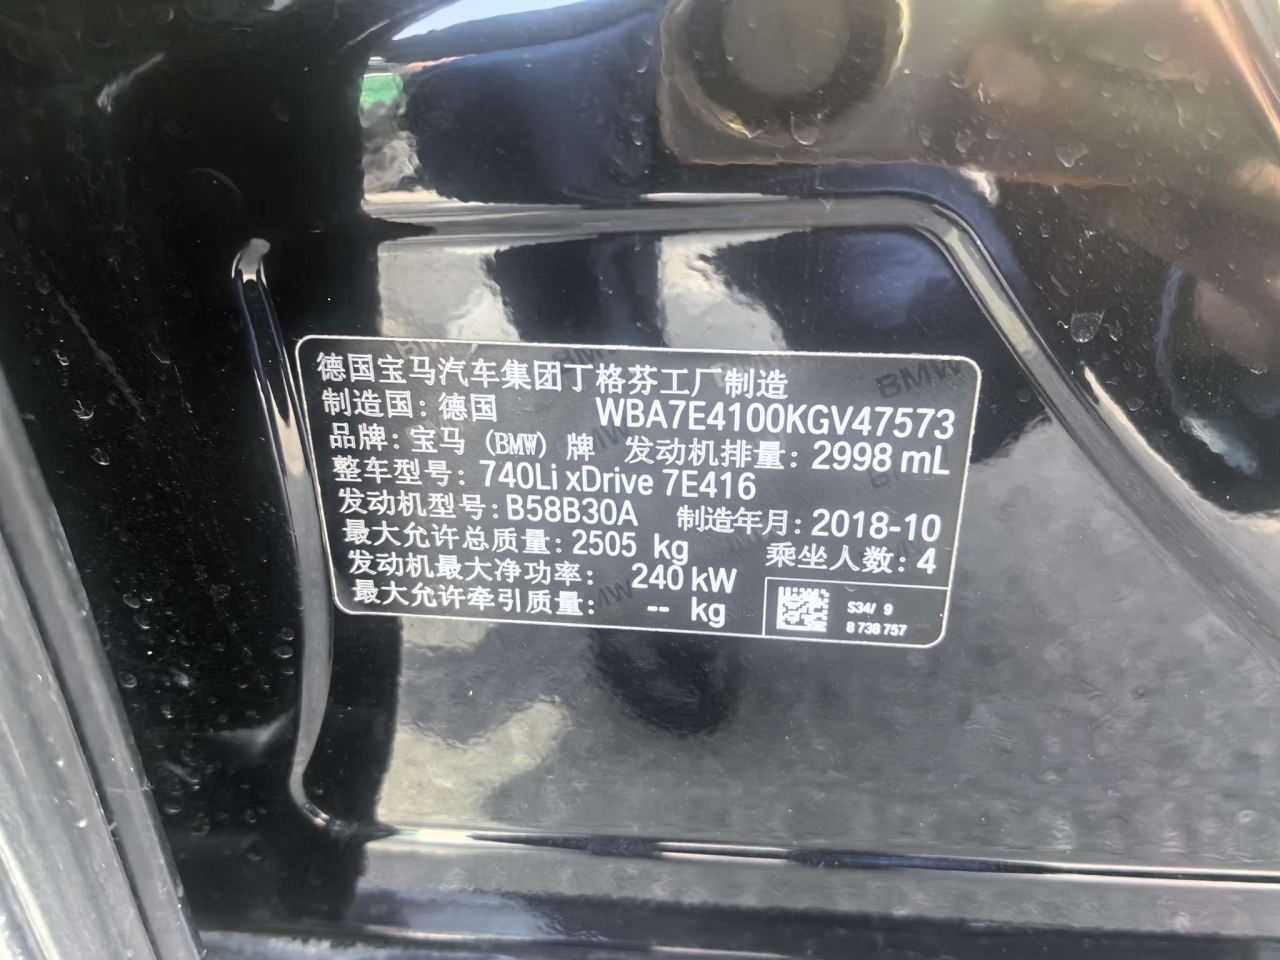 德国宝马汽车集团丁格芬工厂制造
制造国：德国 WBA7E4100KGV47573
品牌：宝马（BMW）牌 发动机排量：2998 mL
整车型号：740Li xDrive 7E416
发动机型号：B58B30A 制造年月：2018-10
最大允许总质量：2505 kg 乘坐人数：4
发动机最大净功率： 240 kW
最大允许牵引质量： -- kg
S34/ 9
8 738 757
BMW